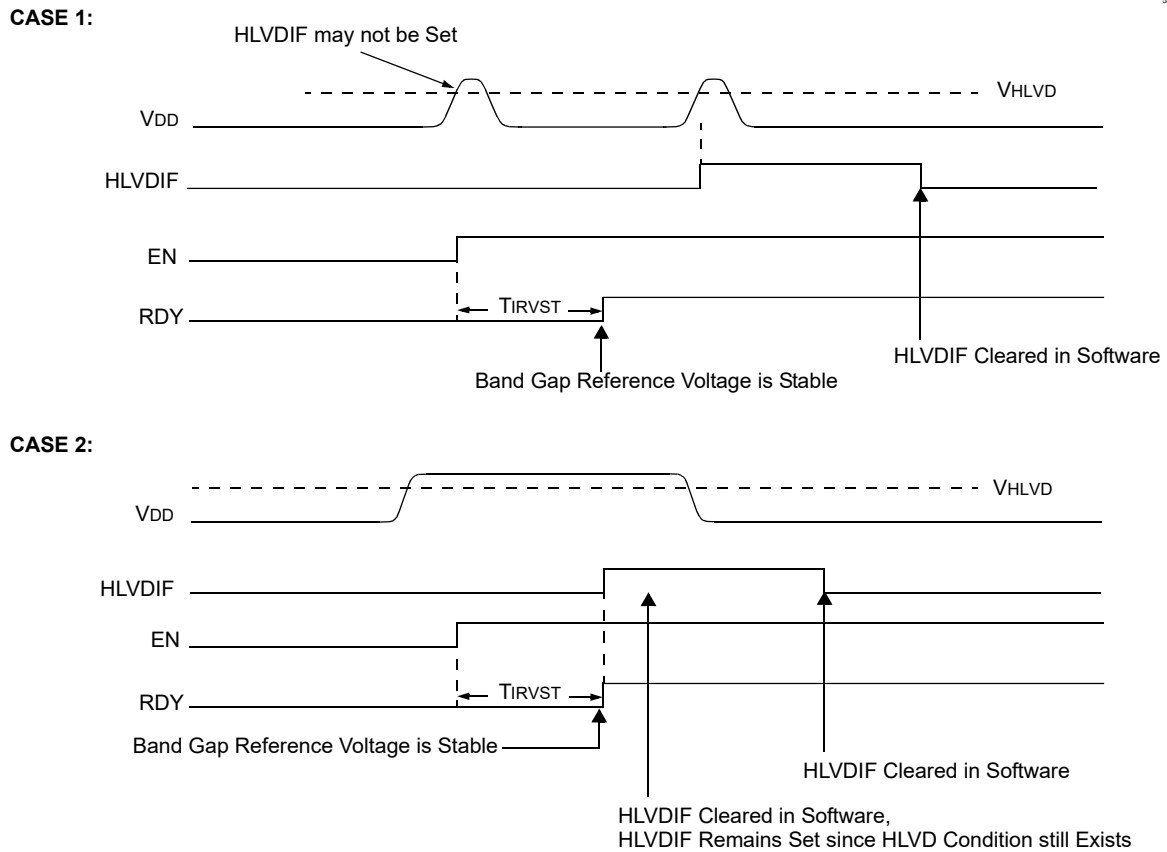 CASE 1:
HLVDIF may not be Set
VHLVD
VDD
HLVDIF
EN
TIRVST
RDY
HLVDIF Cleared in Software
Band Gap Reference Voltage is Stable
CASE 2:
VHLVD
VDD
HLVDIF
EN
TIRVST
RDY
Band Gap Reference Voltage is Stable
HLVDIF Cleared in Software
HLVDIF Cleared in Software,
HLVDIF Remains Set since HLVD Condition still Exists